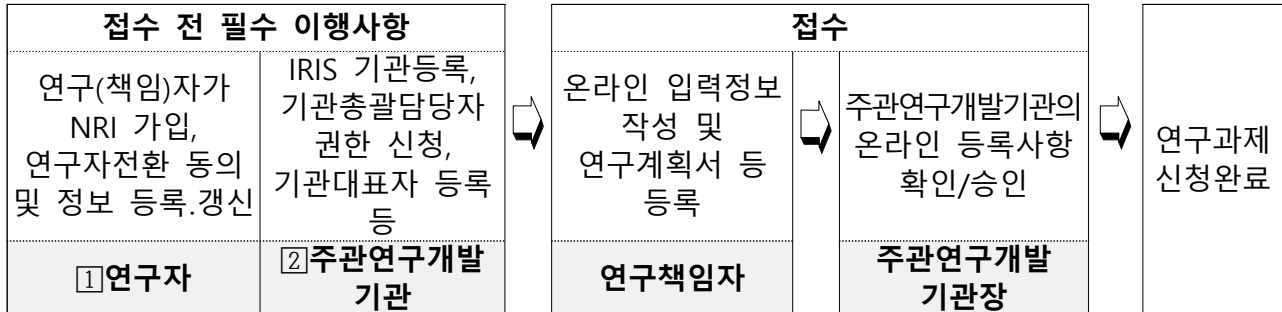 접수 전 필수 이행사항
연구(책임)자가
NRI 가입,
연구자전환 동의
및 정보 등록.갱신
1연구자
IRIS 기관등록,
기관총괄담당자
권한 신청,
기관대표자 등록
등
2주관연구개발
기관
접수
온라인 입력정보
작성 및
연구계획서 등
등록
연구책임자
주관연구개발기관의
온라인 등록사항
확인/승인
주관연구개발
기관장
연구과제
신청완료